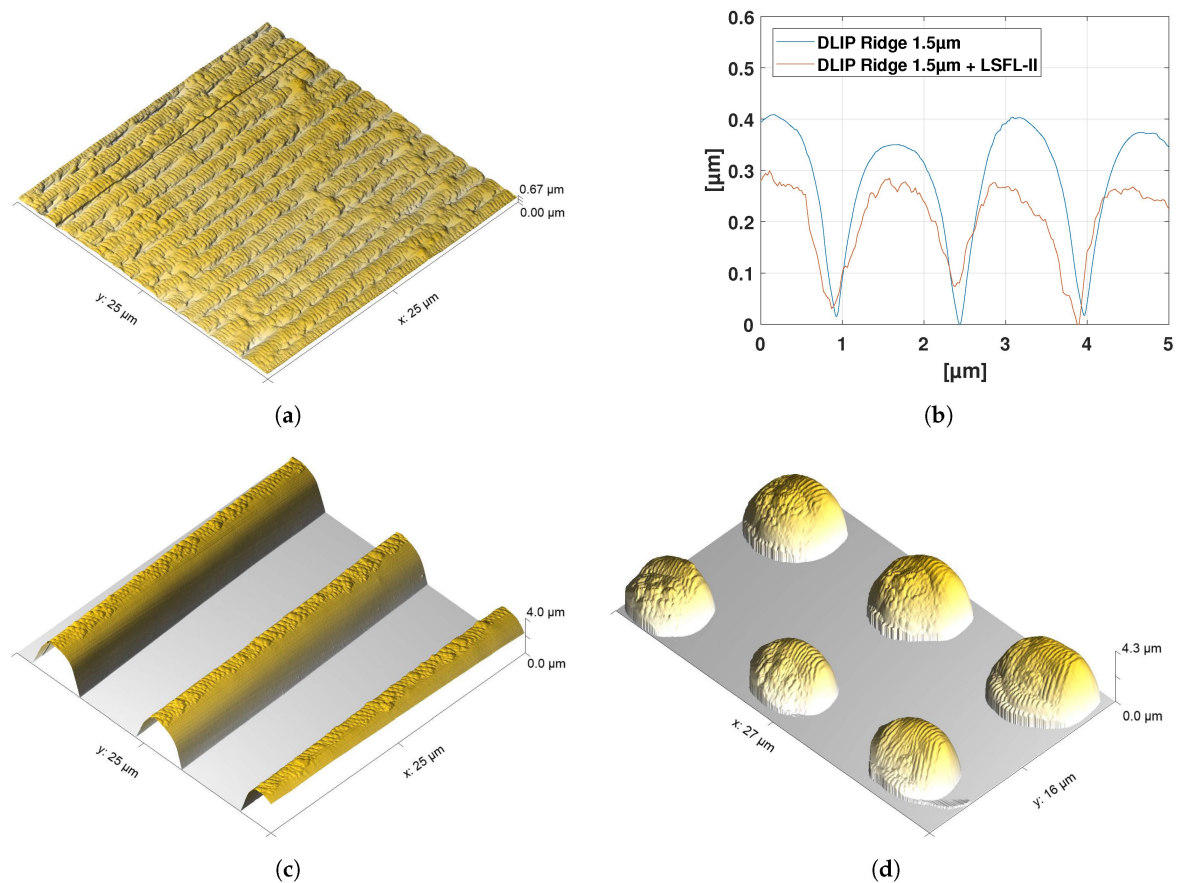 0.67 µm
0.00 µm
y: 25 µm
x: 25 µm
(a)
0.6
0.5
0.4
0.3
0.2
0.1
0
[µm]
DLIP Ridge 1.5µm
DLIP Ridge 1.5µm + LSFL-II
0 1 2 3 4 5
[µm]
(b)
4.0 µm
0.0 µm
y: 25 µm
x: 25 µm
(c)
4.3 µm
0.0 µm
x: 27 µm
y: 16 µm
(d)